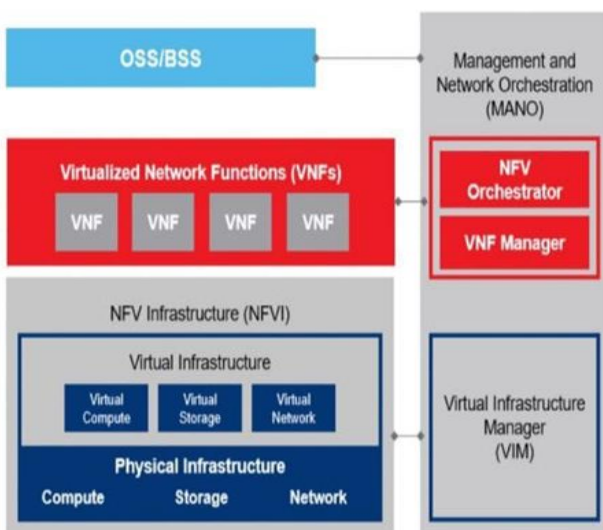 OSS/BSS
Management and
Network Orchestration
(MANO)
Virtualized Network Functions (VNFs)
VNF VNF VNF VNF
NFV
Orchestrator
VNF Manager
NFV Infrastructure (NFVI)
Virtual Infrastructure
Virtual
Compute
Virtual
Storage
Virtual
Network
Physical Infrastructure
Compute Storage Network
Virtual Infrastructure
Manager
(VIM)